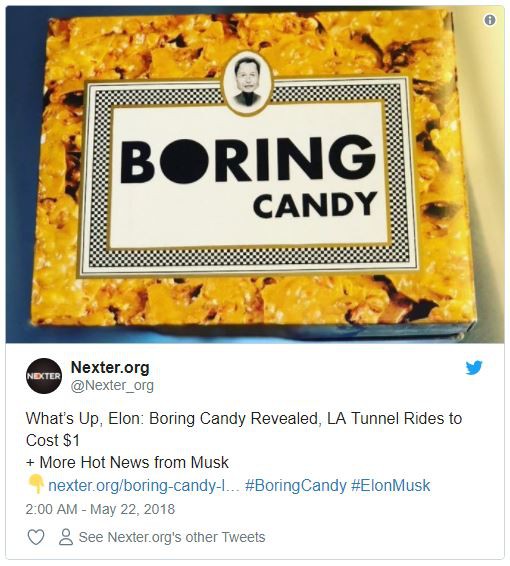 BORING
CANDY
NEXTER
Nexter.org
@Nexter_org
What's Up, Elon: Boring Candy Revealed, LA Tunnel Rides to
Cost $1
+ More Hot News from Musk
👇 nexter.org/boring-candy-l… #BoringCandy #ElonMusk
2:00 AM - May 22, 2018
See Nexter.org's other Tweets